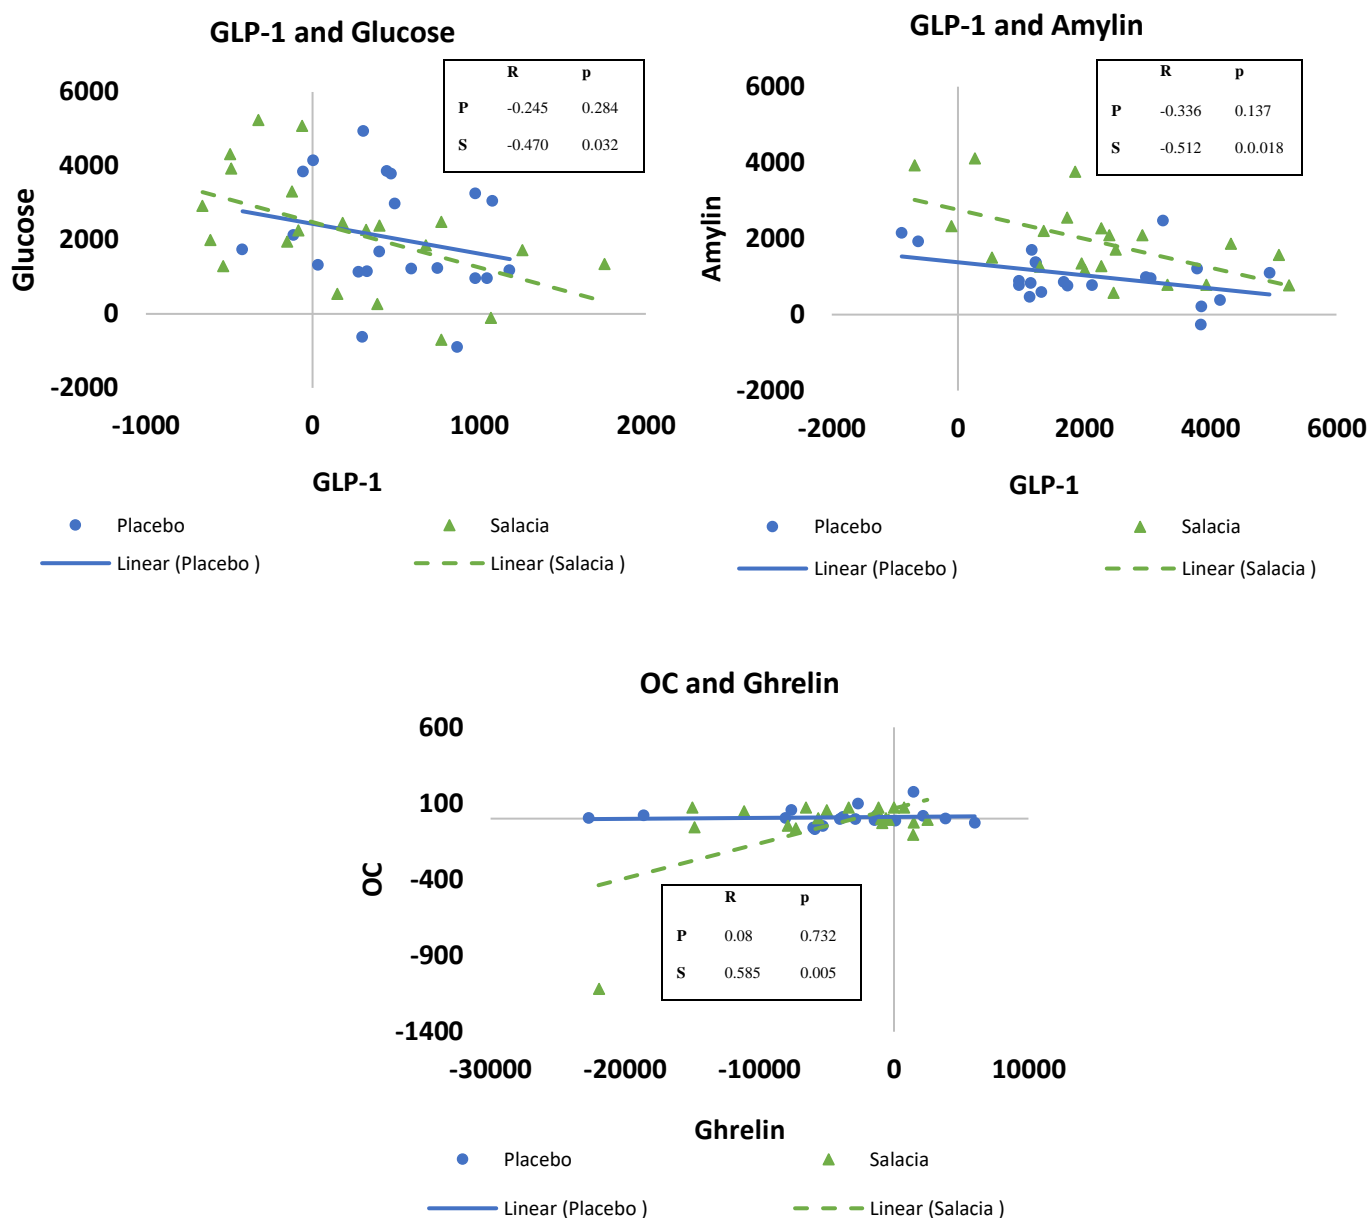 GLP-1 and Glucose
R p
P -0.245 0.284
S -0.470 0.032
6000
4000
2000
0
-2000
Glucose
-1000 0 1000 2000
GLP-1
Placebo Salacia
Linear (Placebo ) Linear (Salacia )
GLP-1 and Amylin
R p
P -0.336 0.137
S -0.512 0.0.018
6000
4000
2000
0
-2000
Amylin
-2000 0 2000 4000 6000
GLP-1
Placebo Salacia
Linear (Placebo ) Linear (Salacia )
OC and Ghrelin
600
100
-400
-900
-1400
OC
R p
P 0.08 0.732
S 0.585 0.005
-30000 -20000 -10000 0 10000
Ghrelin
Placebo Salacia
Linear (Placebo ) Linear (Salacia )